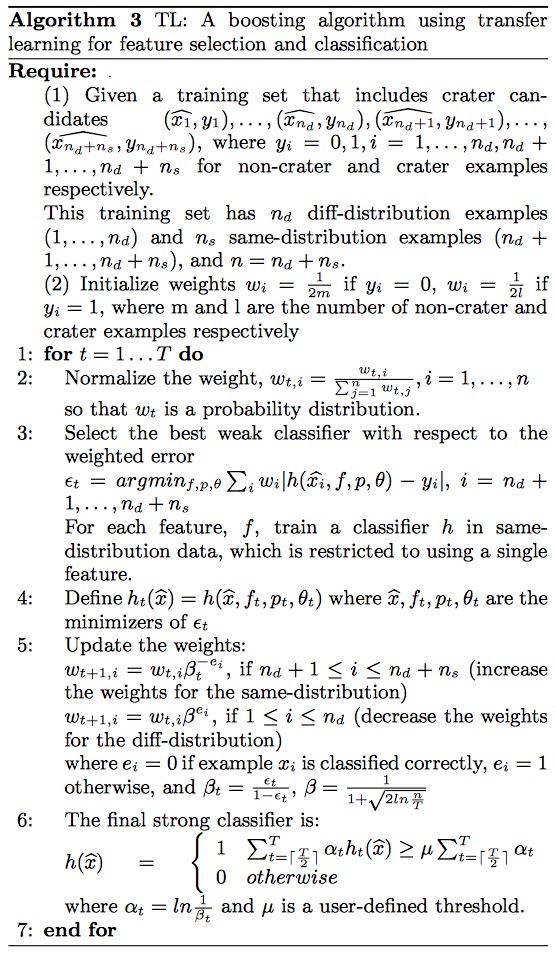 Algorithm 3 TL: A boosting algorithm using transfer
learning for feature selection and classification
Require: .
(1) Given a training set that includes crater can-
didates (\widehat{x_1}, y_1), \ldots, (\widehat{x_{n_d}}, y_{n_d}), (\widehat{x_{n_d+1}}, y_{n_d+1}), \ldots,
(\widehat{x_{n_d+n_s}}, y_{n_d+n_s}), where y_i = 0, 1, i = 1, \ldots, n_d, n_d +
1, \ldots, n_d + n_s for non-crater and crater examples
respectively.
This training set has n_d diff-distribution examples
(1, \ldots, n_d) and n_s same-distribution examples (n_d +
1, \ldots, n_d + n_s), and n = n_d + n_s.
(2) Initialize weights w_i = \frac{1}{2m} if y_i = 0, w_i = \frac{1}{2l} if
y_i = 1, where m and l are the number of non-crater and
crater examples respectively
1: for t = 1 \ldots T do
2: Normalize the weight, w_{t,i} = \frac{w_{t,i}}{\sum_{j=1}^{n} w_{t,j}}, i = 1, \ldots, n
so that w_t is a probability distribution.
3: Select the best weak classifier with respect to the
weighted error
\epsilon_t = argmin_{f,p,\theta} \sum_i w_i |h(\widehat{x_i}, f, p, \theta) - y_i|, i = n_d +
1, \ldots, n_d + n_s
For each feature, f, train a classifier h in same-
distribution data, which is restricted to using a single
feature.
4: Define h_t(\widehat{x}) = h(\widehat{x}, f_t, p_t, \theta_t) where \widehat{x}, f_t, p_t, \theta_t are the
minimizers of \epsilon_t
5: Update the weights:
w_{t+1,i} = w_{t,i} \beta_t^{-e_i}, if n_d + 1 \leq i \leq n_d + n_s (increase
the weights for the same-distribution)
w_{t+1,i} = w_{t,i} \beta^{e_i}, if 1 \leq i \leq n_d (decrease the weights
for the diff-distribution)
where e_i = 0 if example x_i is classified correctly, e_i = 1
otherwise, and \beta_t = \frac{\epsilon_t}{1-\epsilon_t}, \beta = \frac{1}{1+\sqrt{2ln\frac{n}{T}}}
6: The final strong classifier is:
h(\widehat{x}) = \begin{cases} 1 & \sum_{t=\lceil \frac{T}{2} \rceil}^{T} \alpha_t h_t(\widehat{x}) \geq \mu \sum_{t=\lceil \frac{T}{2} \rceil}^{T} \alpha_t \\ 0 & otherwise \end{cases}
where \alpha_t = ln\frac{1}{\beta_t} and \mu is a user-defined threshold.
7: end for